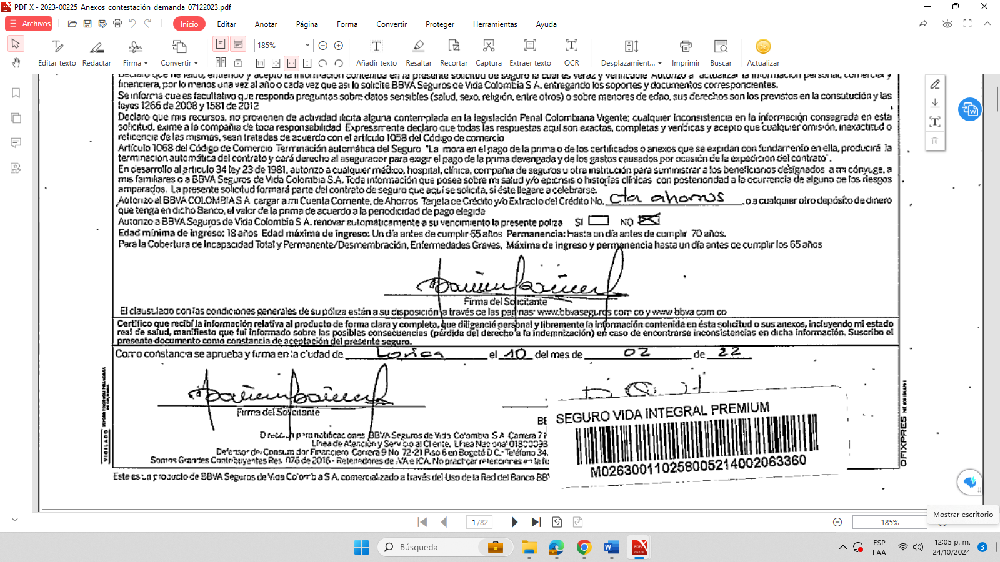 PDF X - 2023-00225_Anexos_contestación_demanda_07122023.pdf
Archivos
Inicio Editar Anotar Página Forma Convertir Proteger Herramientas Ayuda
185%
Editar texto Redactar Firma Convertir Añadir texto Resaltar Recortar Captura Extraer texto OCR Desplazamient... Imprimir Buscar Actualizar
Declaro que he leido, entiendo y acepto la información contenida en la presente solicitud de seguro la cual es veraz y verificable Autorizo a actualizar la información personal, comercial y
financiera, por lo menos una vez al año o cada vez que asi lo solicite BBVA Seguros de Vida Colombia S A. entregando los soportes y documentos correspondientes.
Se informa que es facultativo que responda preguntas sobre datos sensibles (salud, sexo, religión, entre otros) o sobre menores de edad, sus derechos son los previstos en la constitución y las
leyes 1266 de 2008 y 1581 de 2012
Declaro que mis recursos, no provienen de actividad ilícita alguna contemplada en la legislación Penal Colombiana Vigente; cualquier inconsistencia en la información consagrada en esta
solicitud, exime a la compañia de toda responsabilidad Expresamente declaro que todas las respuestas aquí son exactas, completas y verídicas y acepto que cualquier omisión, inexactitud o
reticencia de las mismas, sean tratadas de acuerdo con el artículo 1058 del Código de comercio
Artículo 1068 del Código de Comercio Terminación automática del Seguro "La mora en el pago de la prima o de los certificados o anexos que se expidan con fundamento en ella, producirá la
terminacion automática del contrato y dará derecho al asegurador para exigir el pago de la prima devengada y de los gastos causados por ocasión de la expedición del contrato".
En desarrollo al articulo 34 ley 23 de 1981, autorizo a cualquier médico, hospital, clínica, compañia de seguros u otra institución para suministrar a los beneficiarios designados a mi cónyuge, a
mis familiares o a BBVA Seguros de Vida Colombia S.A. Toda información que posea sobre mi salud y/o epicrisis o historias clínicas con posterioridad a la ocurrencia de alguno de los riesgos
amparados. La presente solicitud formará parte del contrato de seguro que aquí se solicita, si éste llegare a celebrarse.
Autorizo al BBVA COLOMBIA S A cargar a mi Cuenta Corriente, de Ahorros Tarjeta de Crédito y/o Extracto del Crédito No. cta ahorros , o a cualquier otro depósito de dinero
que tenga en dicho Banco, el valor de la prima de acuerdo a la periodicidad de pago elegida
Autorizo a BBVA Seguros de Vida Colombia S A. renovar automáticamente a su vencimiento la presente poliza SI NO
Edad mínima de ingreso: 18 años Edad máxima de ingreso: Un día antes de cumplir 65 años Permanencia: Hasta un día antes de cumplir 70 años.
Para la Cobertura de Incapacidad Total y Permanente/Desmembración, Enfermedades Graves, Máxima de ingreso y permanencia hasta un día antes de cumplir los 65 años
Firma del Solicitante
El clausulado con las condiciones generales de su póliza están a su disposición a través de las paginas www.bbvaseguros com co y www bbva com co
Certifico que recibí la información relativa al producto de forma clara y completa, que diligencié personal y libremente la información contenida en ésta solicitud o sus anexos, incluyendo mi estado
real de salud, manifiesto que fui informado sobre las posibles consecuencias (pérdida del derecho a la indemnización) en caso de encontrarse inconsistencias en dicha información. Suscribo el
presente documento como constancia de aceptación del presente seguro.
Como constancia se aprueba y firma en la ciudad de Lorica el 10 del mes de 02 de 22
Firma del Solicitante
BB
SEGURO VIDA INTEGRAL PREMIUM
M026300110258005214002063360
Dirección para notificaciones BBVA Seguros de Vida Colombia S A Carrera 7
Línea de Atención y Servicio al Cliente, Línea Nacional 01800093
Defensor del Consumidor Financiero Carrera 9 No 72-21 Piso 6 en Bogotá D C - Teléfono 34.
Somos Grandes Contribuyentes Res 076 de 2016 - Retenedores de IVA e ICA. No practicar retenciones en la fu
Este es un producto de BBVA Seguros de Vida Colombia S A. comercializado a través del Uso de la Red del Banco BBV
VIGILADO
OFIXPRES
1/82
185%
Mostrar escritorio
Búsqueda
ESP
LAA
12:05 p. m.
24/10/2024
3